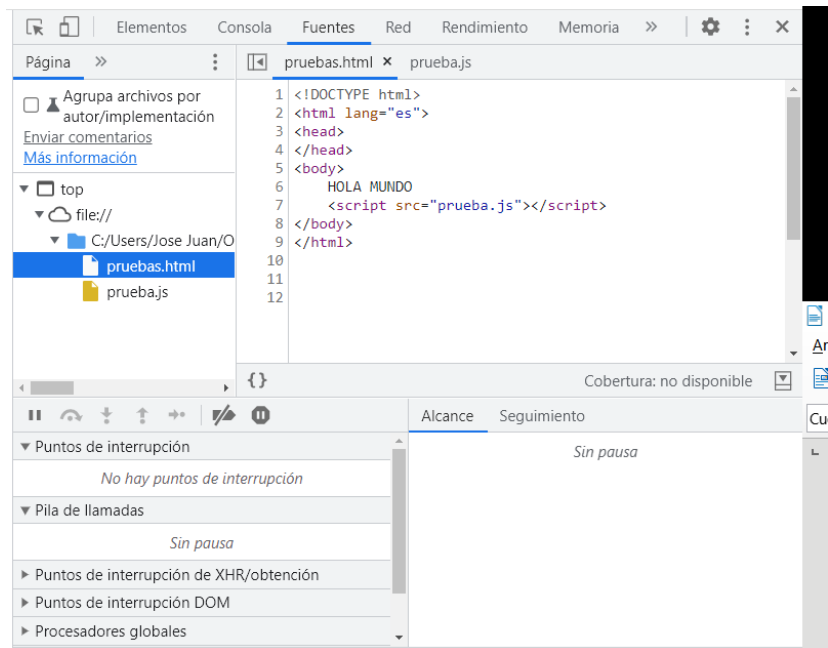 Elementos Consola Fuentes Red Rendimiento Memoria »
Página »
pruebas.html × prueba.js
Agrupa archivos por
autor/implementación
Enviar comentarios
Más información
top
file://
C:/Users/Jose Juan/O
pruebas.html
prueba.js
1 <!DOCTYPE html>
2 <html lang="es">
3 <head>
4 </head>
5 <body>
6 HOLA MUNDO
7 <script src="prueba.js"></script>
8 </body>
9 </html>
10
11
12
{} Cobertura: no disponible
Alcance Seguimiento
Puntos de interrupción
No hay puntos de interrupción
Pila de llamadas
Sin pausa
Puntos de interrupción de XHR/obtención
Puntos de interrupción DOM
Procesadores globales
Sin pausa
Ar
Cu